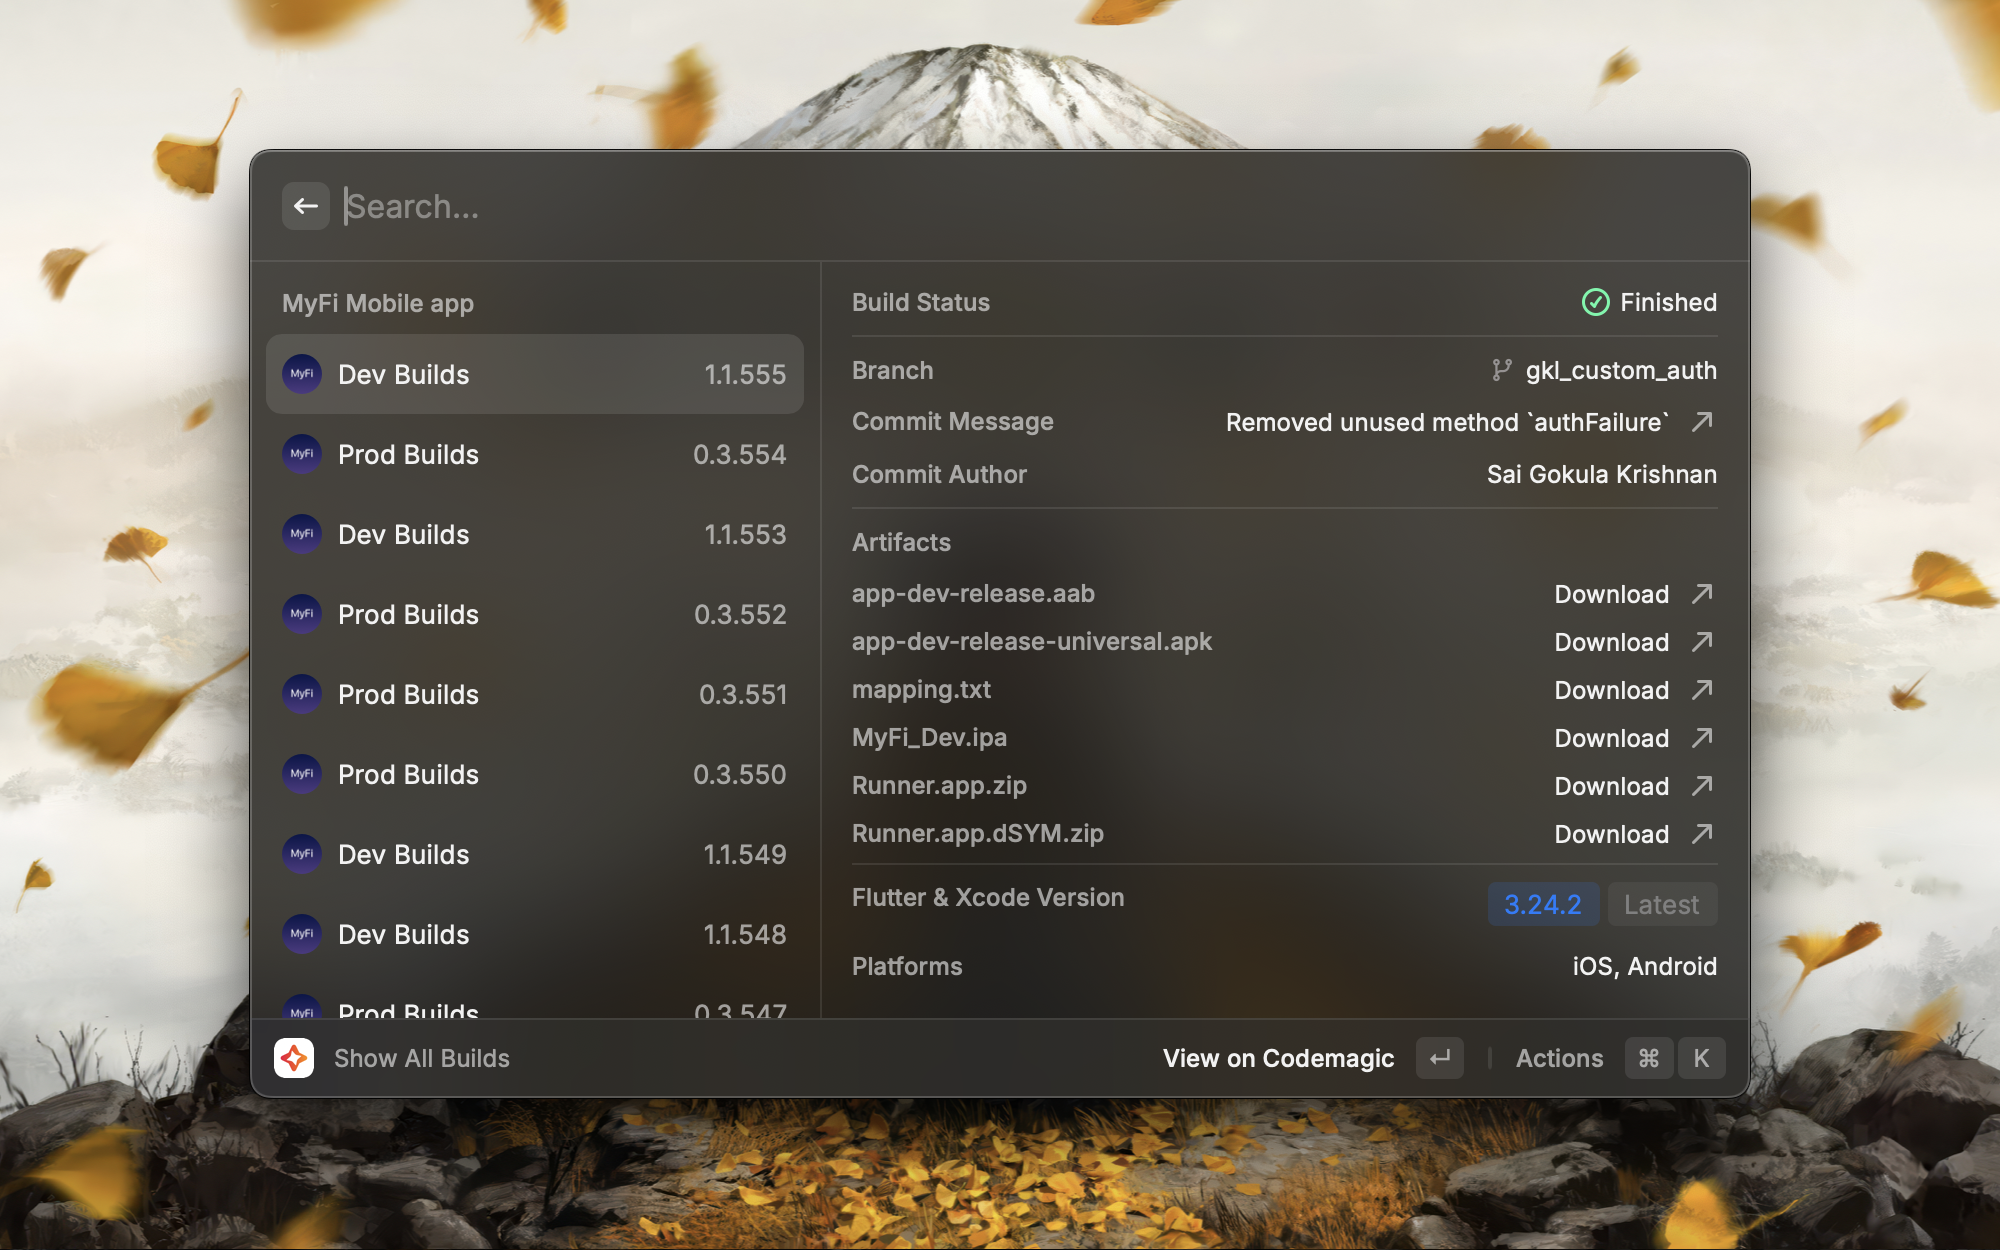 Search...
MyFi Mobile app
MyFi Dev Builds 1.1.555
MyFi Prod Builds 0.3.554
MyFi Dev Builds 1.1.553
MyFi Prod Builds 0.3.552
MyFi Prod Builds 0.3.551
MyFi Prod Builds 0.3.550
MyFi Dev Builds 1.1.549
MyFi Dev Builds 1.1.548
MyFi Prod Builds 0.3.547
Build Status Finished
Branch gkl_custom_auth
Commit Message Removed unused method `authFailure`
Commit Author Sai Gokula Krishnan
Artifacts
app-dev-release.aab Download
app-dev-release-universal.apk Download
mapping.txt Download
MyFi_Dev.ipa Download
Runner.app.zip Download
Runner.app.dSYM.zip Download
Flutter & Xcode Version 3.24.2 Latest
Platforms iOS, Android
Show All Builds View on Codemagic Actions ⌘ K